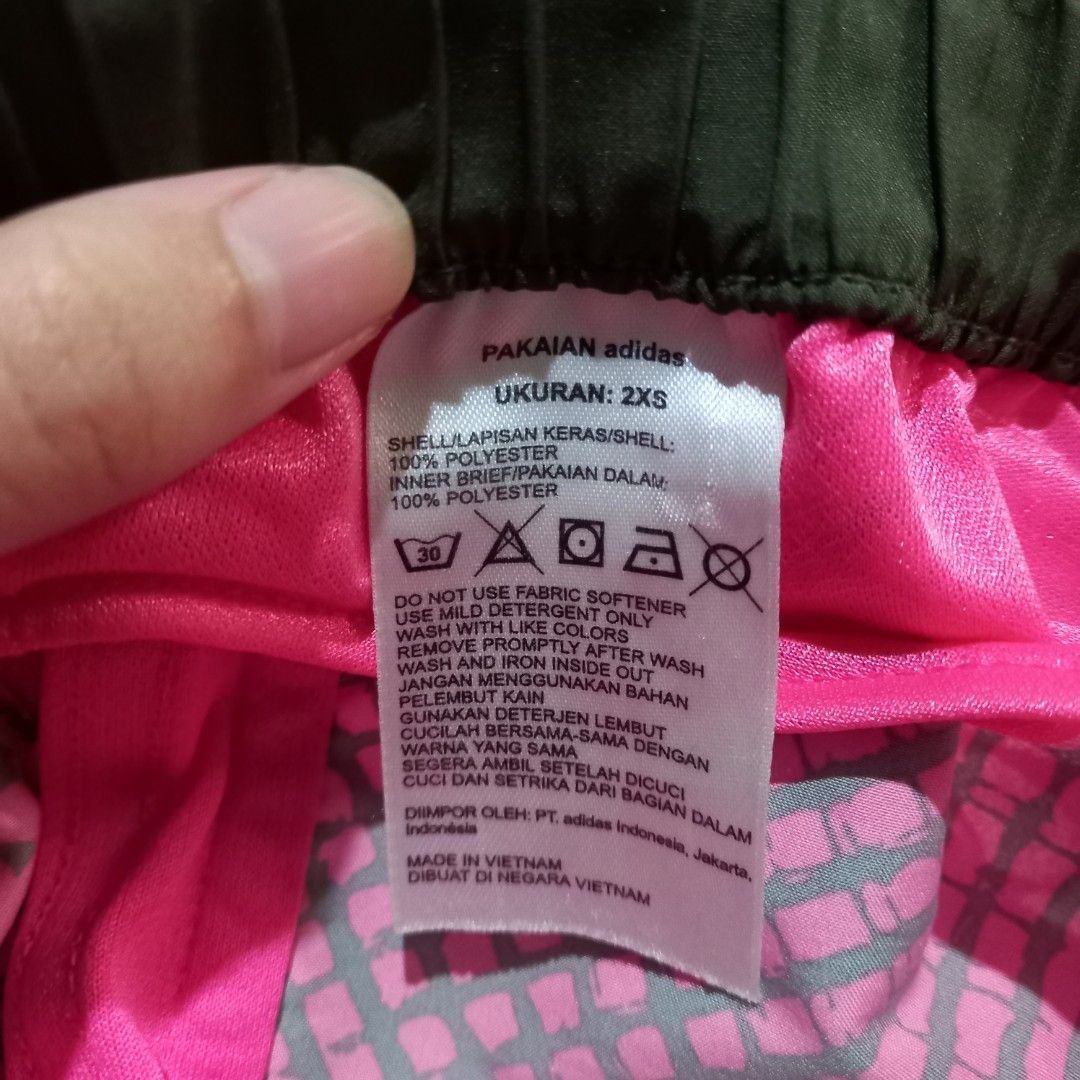 PAKAIAN adidas
UKURAN: 2XS
SHELL/LAPISAN KERAS/SHELL:
100% POLYESTER
INNER BRIEF/PAKAIAN DALAM:
100% POLYESTER
30
DO NOT USE FABRIC SOFTENER
USE MILD DETERGENT ONLY
WASH WITH LIKE COLORS
REMOVE PROMPTLY AFTER WASH
WASH AND IRON INSIDE OUT
JANGAN MENGGUNAKAN BAHAN
PELEMBUT KAIN
GUNAKAN DETERJEN LEMBUT
CUCILAH BERSAMA-SAMA DENGAN
WARNA YANG SAMA
SEGERA AMBIL SETELAH DICUCI
CUCI DAN SETRIKA DARI BAGIAN DALAM
DIIMPOR OLEH: PT. adidas Indonesia, Jakarta,
Indonésia
MADE IN VIETNAM
DIBUAT DI NEGARA VIETNAM